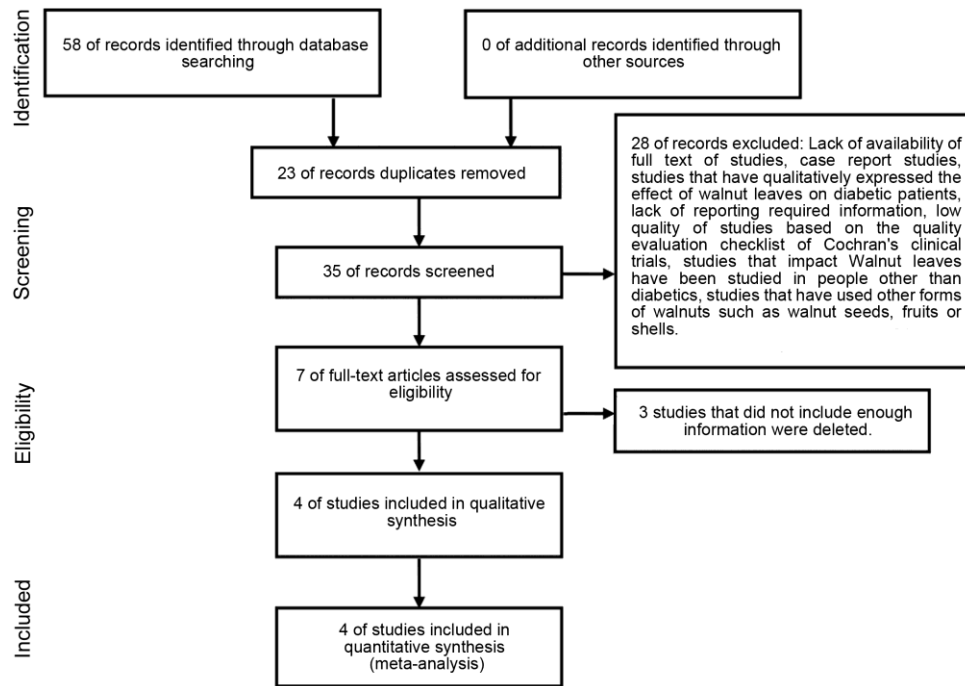 Identification
58 of records identified through database
searching
0 of additional records identified through
other sources
23 of records duplicates removed
Screening
35 of records screened
28 of records excluded: Lack of availability of
full text of studies, case report studies,
studies that have qualitatively expressed the
effect of walnut leaves on diabetic patients,
lack of reporting required information, low
quality of studies based on the quality
evaluation checklist of Cochran's clinical
trials, studies that impact Walnut leaves
have been studied in people other than
diabetics, studies that have used other forms
of walnuts such as walnut seeds, fruits or
shells.
Eligibility
7 of full-text articles assessed for
eligibility
3 studies that did not include enough
information were deleted.
4 of studies included in qualitative
synthesis
Included
4 of studies included in
quantitative synthesis
(meta-analysis)